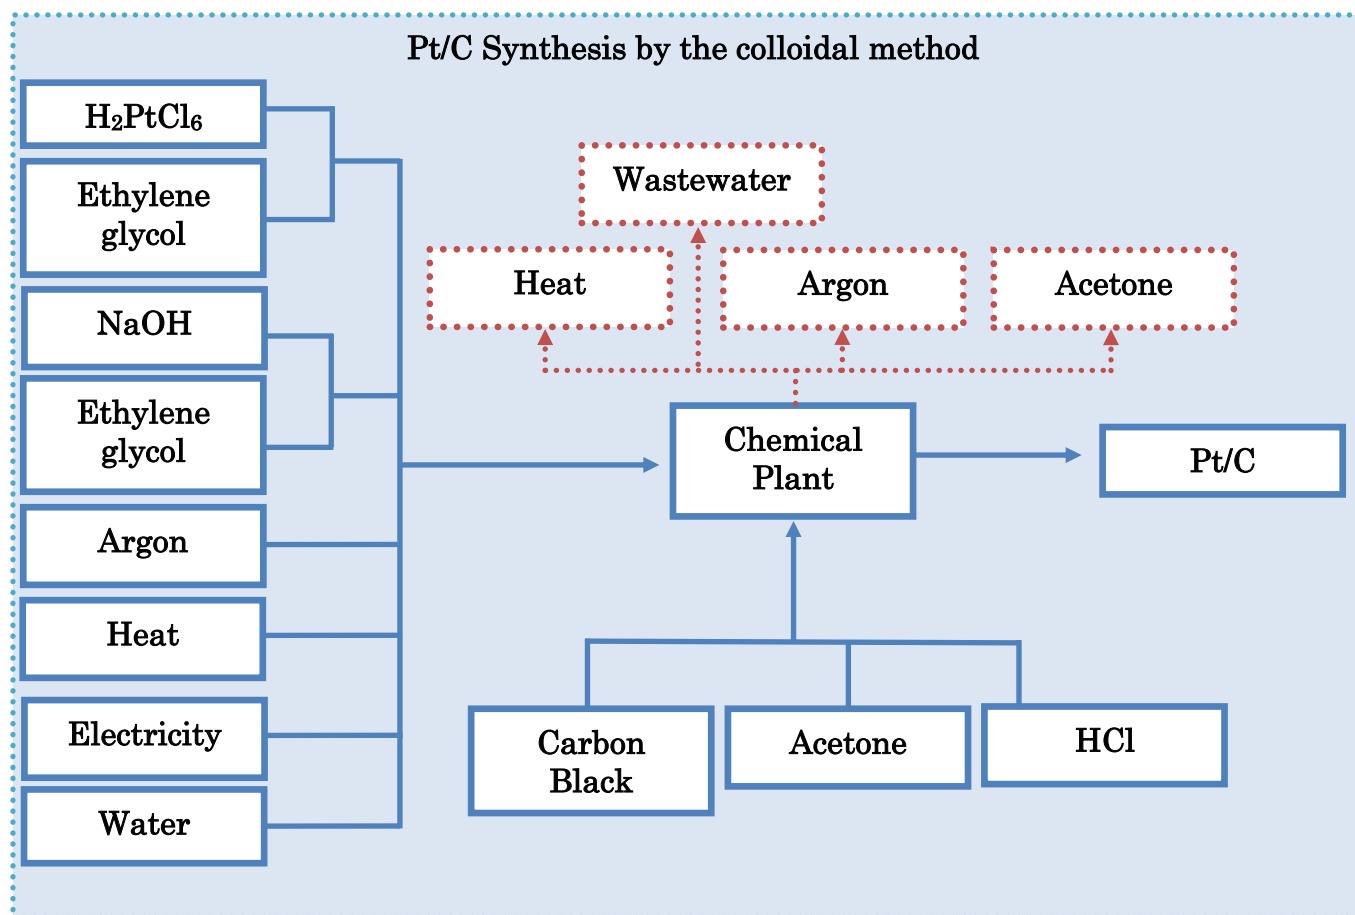 Pt/C Synthesis by the colloidal method
H₂PtCl₆
Ethylene
glycol
NaOH
Ethylene
glycol
Argon
Heat
Electricity
Water
Wastewater
Heat
Argon
Acetone
Chemical
Plant
Pt/C
Carbon
Black
Acetone
HCl